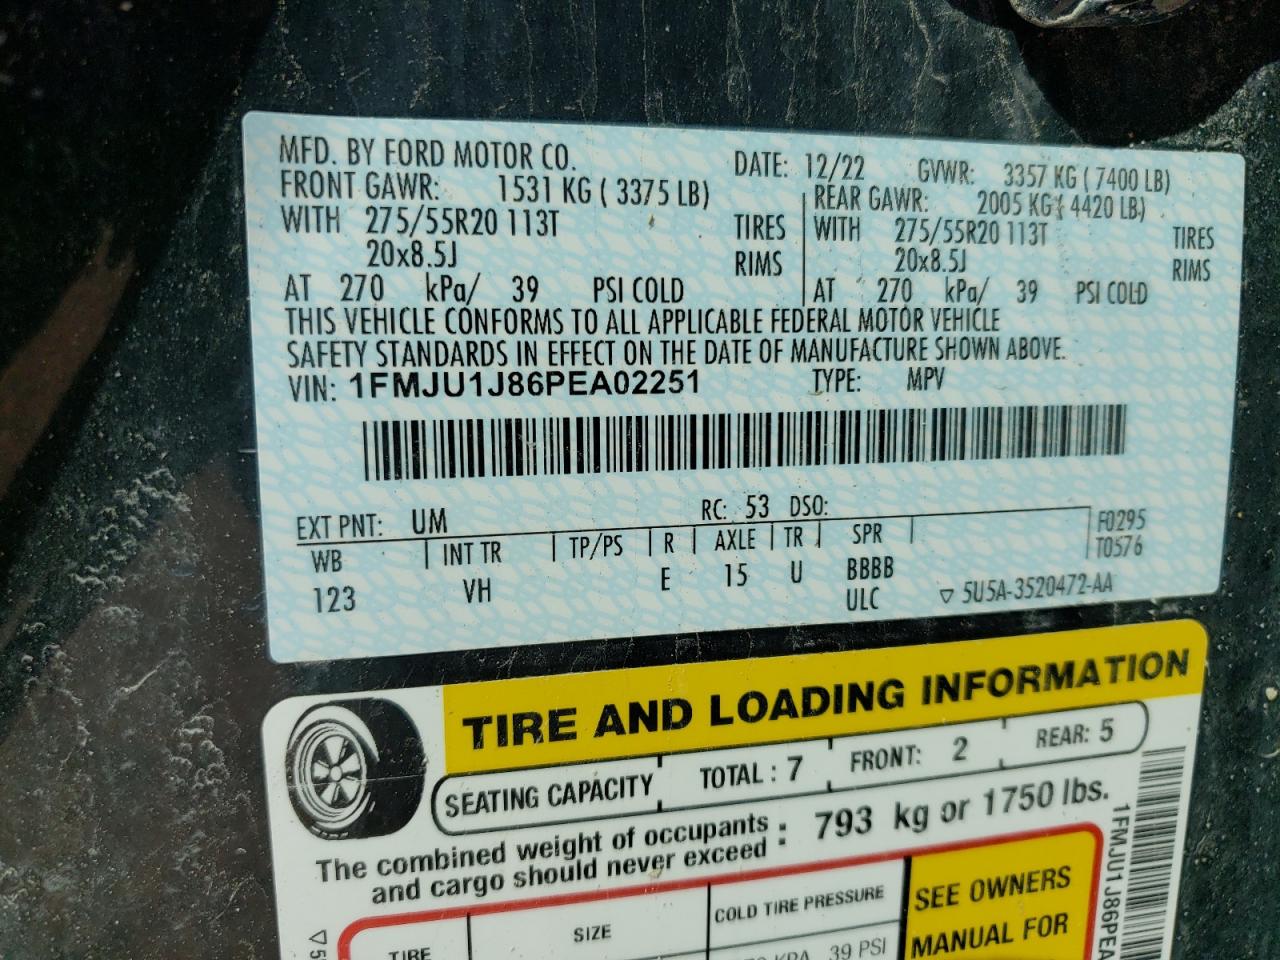 MFD. BY FORD MOTOR CO. DATE: 12/22 GVWR: 3357 KG ( 7400 LB)
FRONT GAWR: 1531 KG ( 3375 LB) REAR GAWR: 2005 KG( 4420 LB)
WITH 275/55R20 113T TIRES WITH 275/55R20 113T TIRES
20x8.5J RIMS 20x8.5J RIMS
AT 270 kPa/ 39 PSI COLD AT 270 kPa/ 39 PSI COLD
THIS VEHICLE CONFORMS TO ALL APPLICABLE FEDERAL MOTOR VEHICLE
SAFETY STANDARDS IN EFFECT ON THE DATE OF MANUFACTURE SHOWN ABOVE.
VIN: 1FMJU1J86PEA02251 TYPE: MPV
EXT PNT: UM RC: 53 DSO: F0295
WB INT TR TP/PS R AXLE TR SPR T0576
123 VH E 15 U BBBB
ULC ▽ 5U5A-3520472-AA
TIRE AND LOADING INFORMATION
SEATING CAPACITY TOTAL : 7 FRONT: 2 REAR: 5
The combined weight of occupants
and cargo should never exceed : 793 kg or 1750 lbs.
TIRE SIZE COLD TIRE PRESSURE SEE OWNERS
39 PSI MANUAL FOR
1FMJU1J86PEA